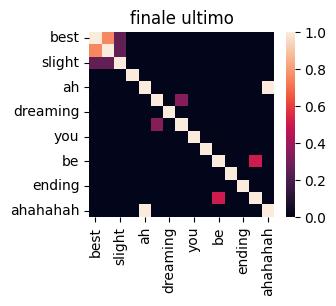 finale ultimo
best
slight
ah
dreaming
you
be
ending
ahahahah
best
slight
ah
dreaming
you
be
ending
ahahahah
1.0
0.8
0.6
0.4
0.2
0.0